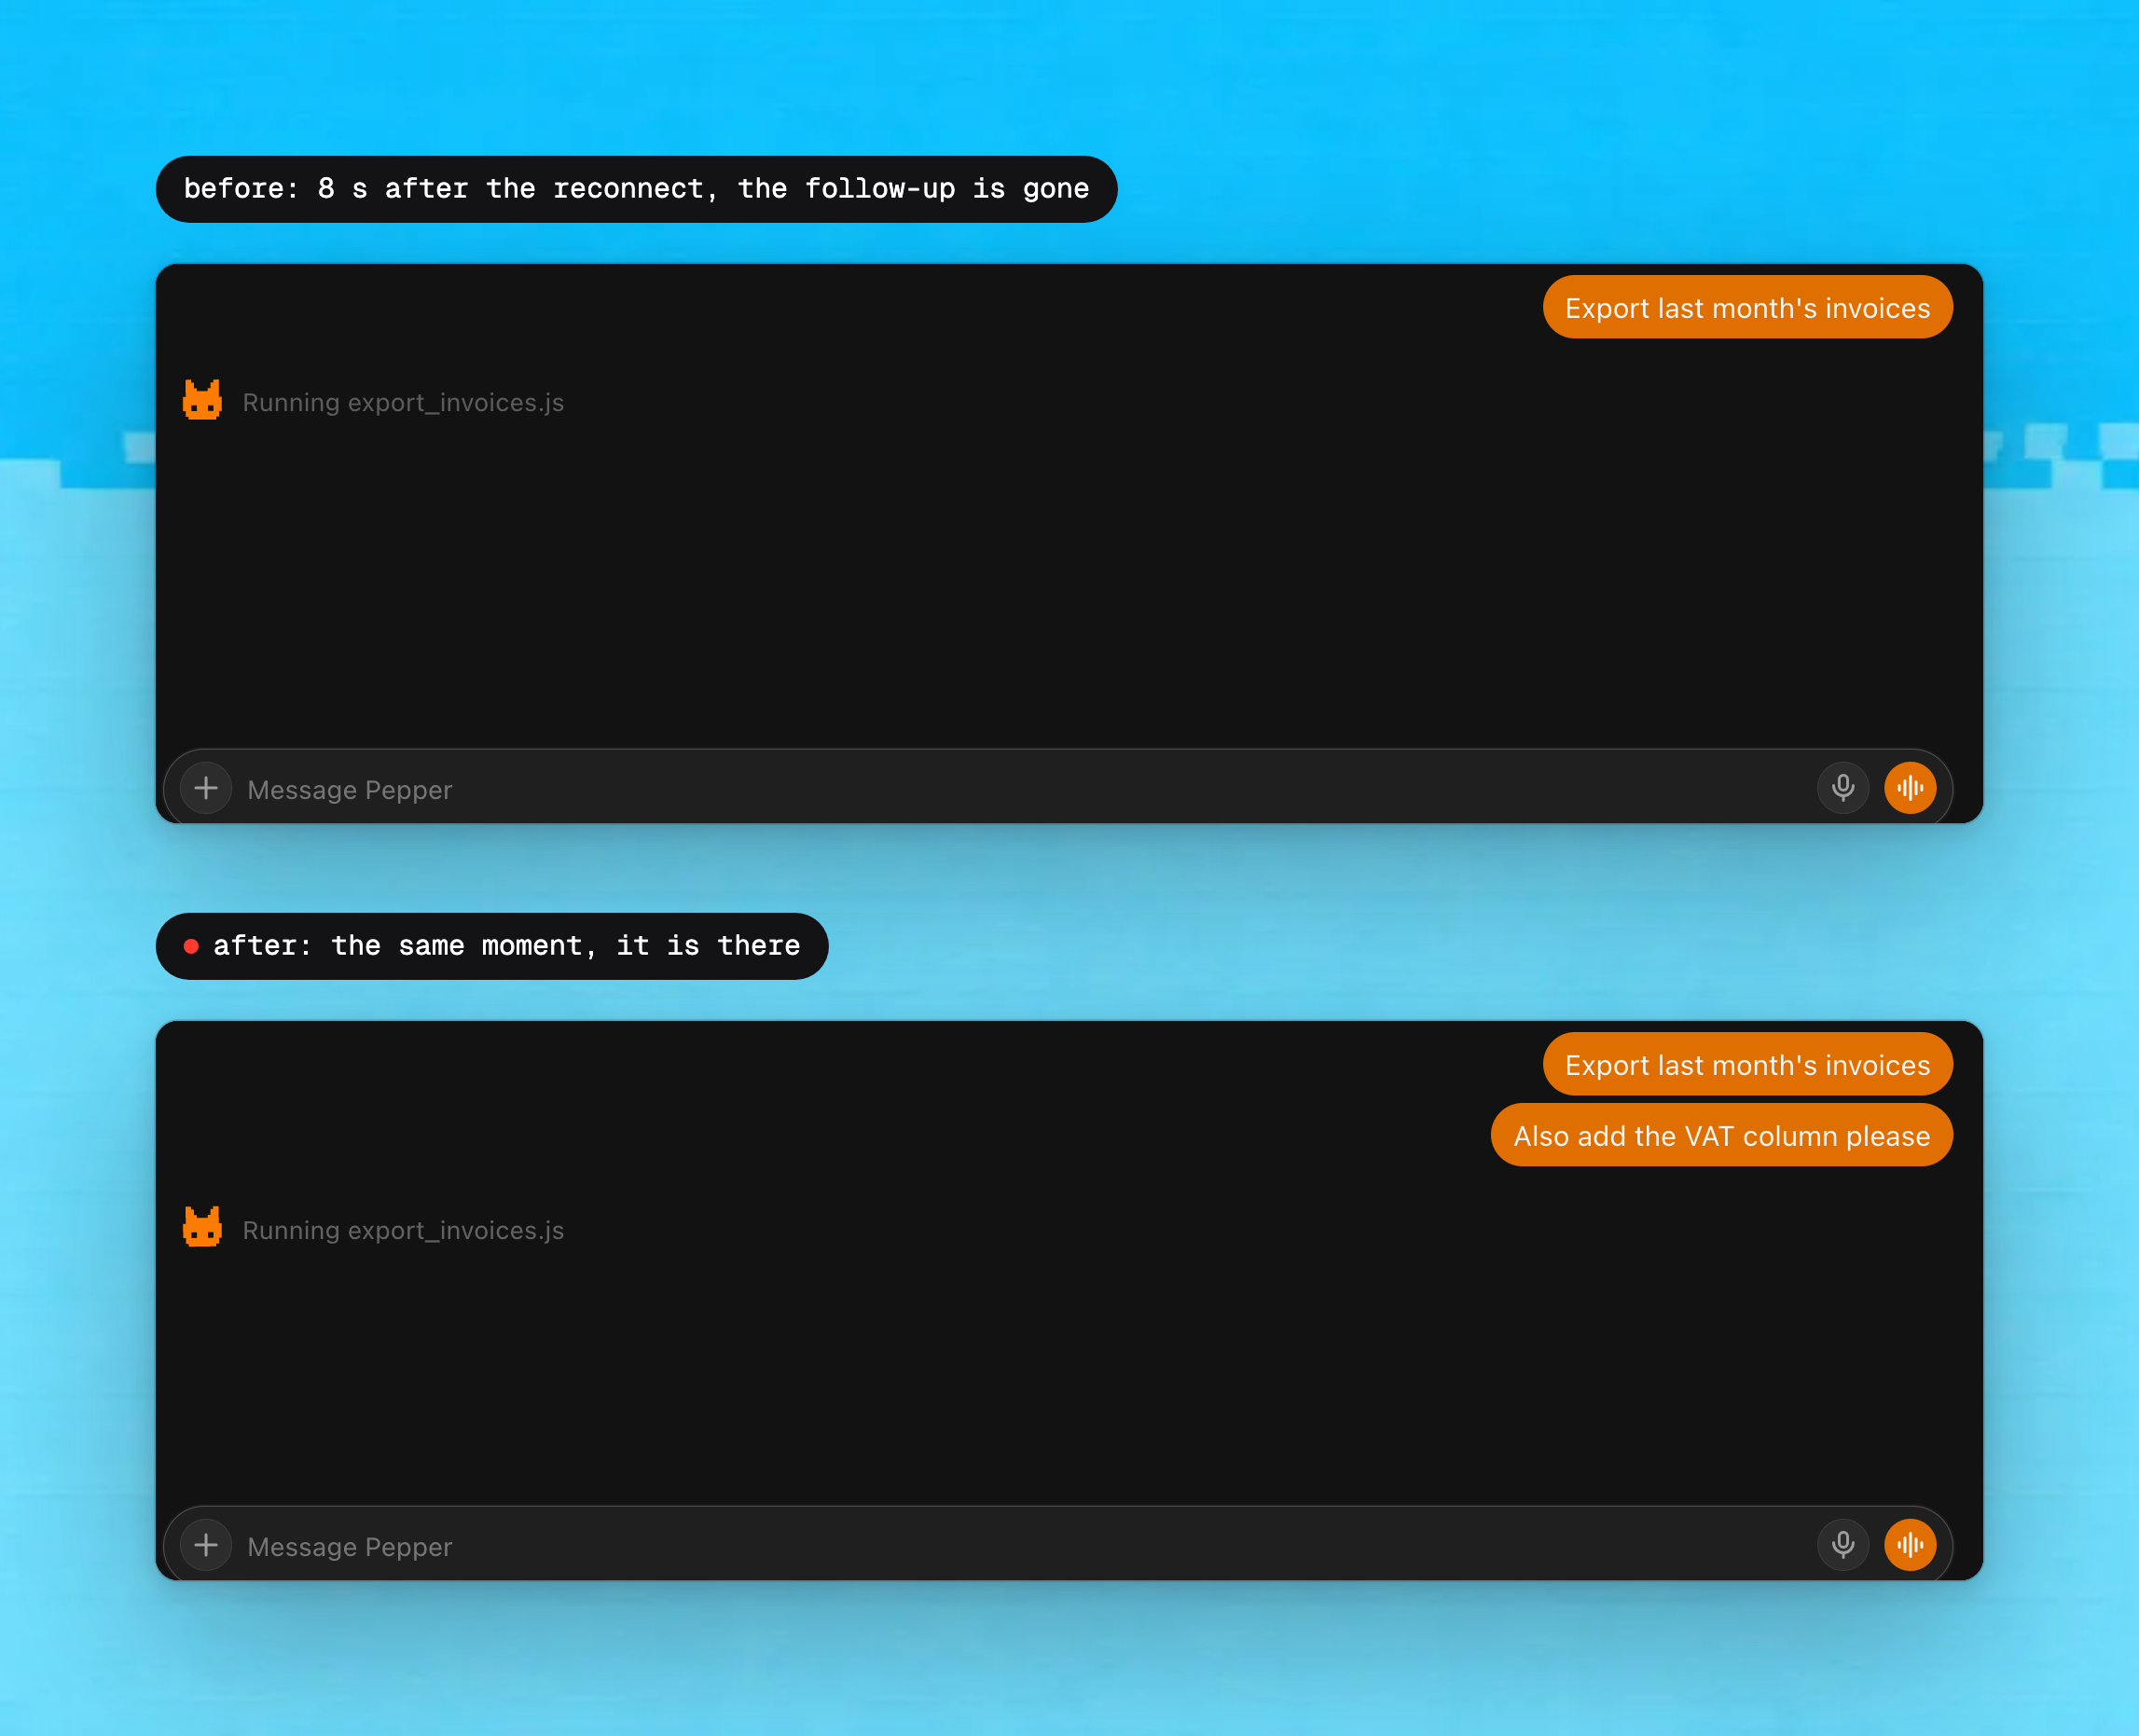 before: 8 s after the reconnect, the follow-up is gone
Export last month's invoices
Running export_invoices.js
Message Pepper
after: the same moment, it is there
Export last month's invoices
Also add the VAT column please
Running export_invoices.js
Message Pepper